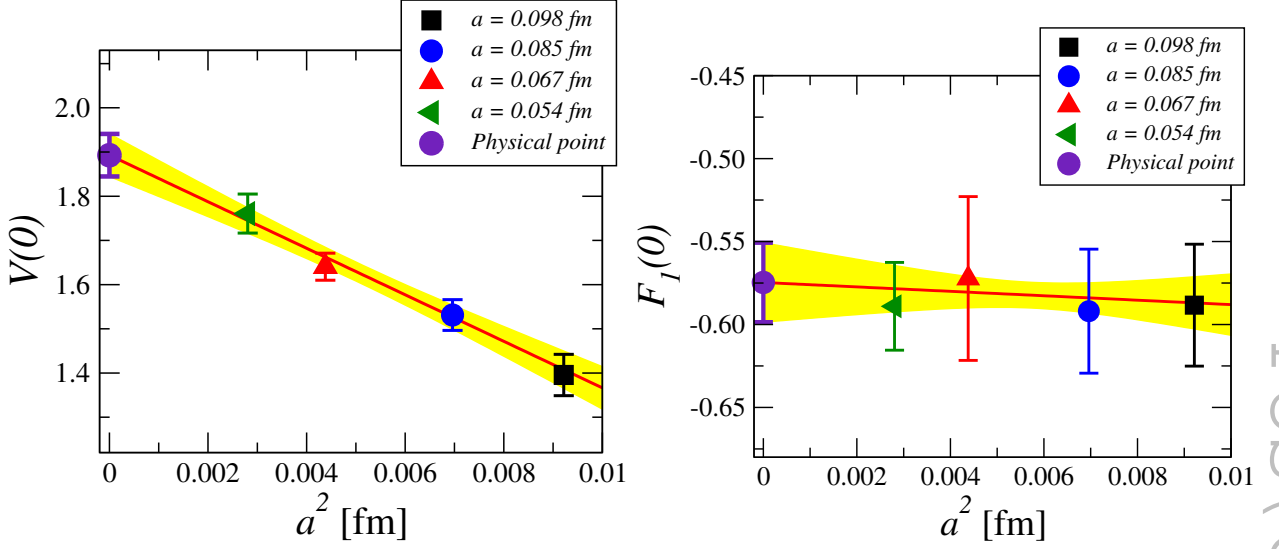 a = 0.098 fm
a = 0.085 fm
a = 0.067 fm
a = 0.054 fm
Physical point
2.0
1.8
1.6
1.4
V(0)
0
0.002
0.004
0.006
0.008
0.01
a² [fm]
a = 0.098 fm
a = 0.085 fm
a = 0.067 fm
a = 0.054 fm
Physical point
-0.45
-0.50
-0.55
-0.60
-0.65
F₁(0)
0
0.002
0.004
0.006
0.008
0.01
a² [fm]